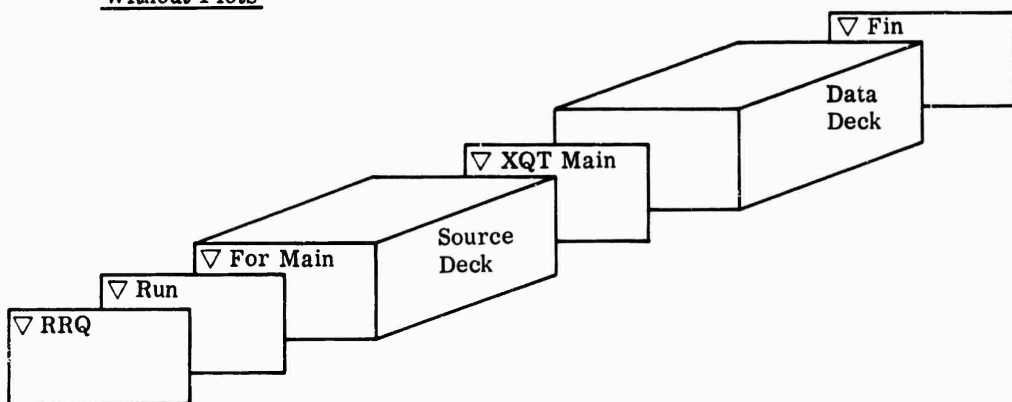 Without Plots
▽ Fin
Data
Deck
▽ XQT Main
Source
Deck
▽ For Main
▽ Run
▽ RRQ